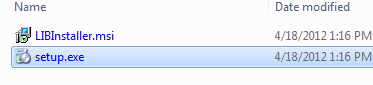 Name Date modified
LIBInstaller.msi 4/18/2012 1:16 PM
setup.exe 4/18/2012 1:16 PM